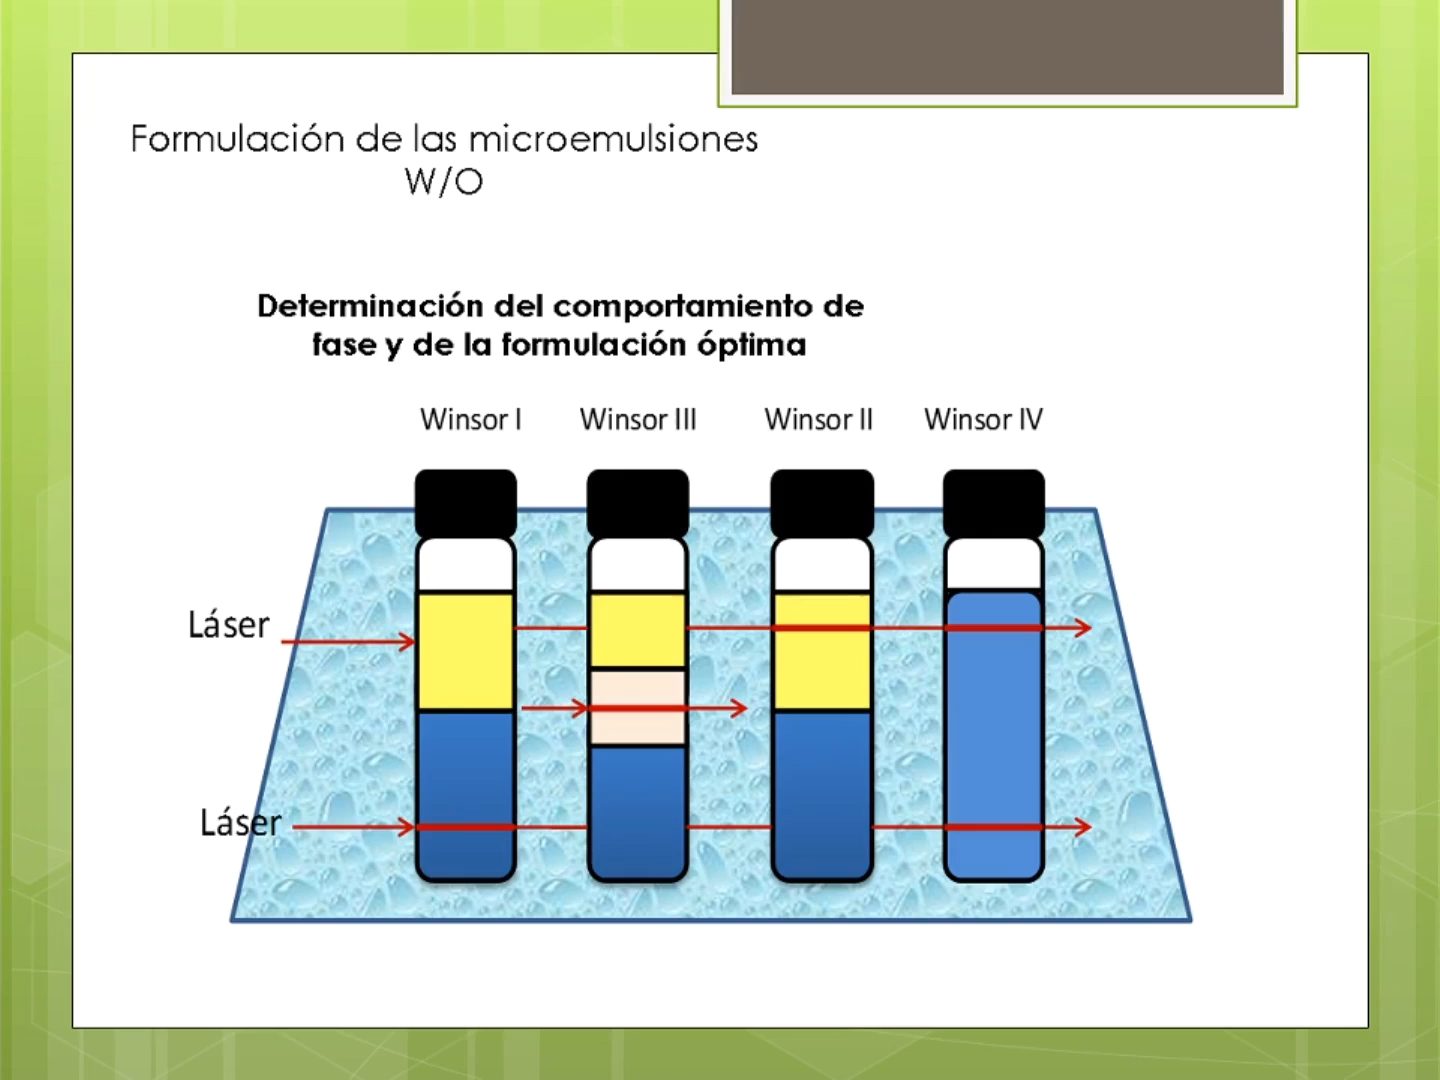 Formulación de las microemulsiones
W/O
Determinación del comportamiento de
fase y de la formulación óptima
Winsor I
Winsor III
Winsor II
Winsor IV
Láser
Láser